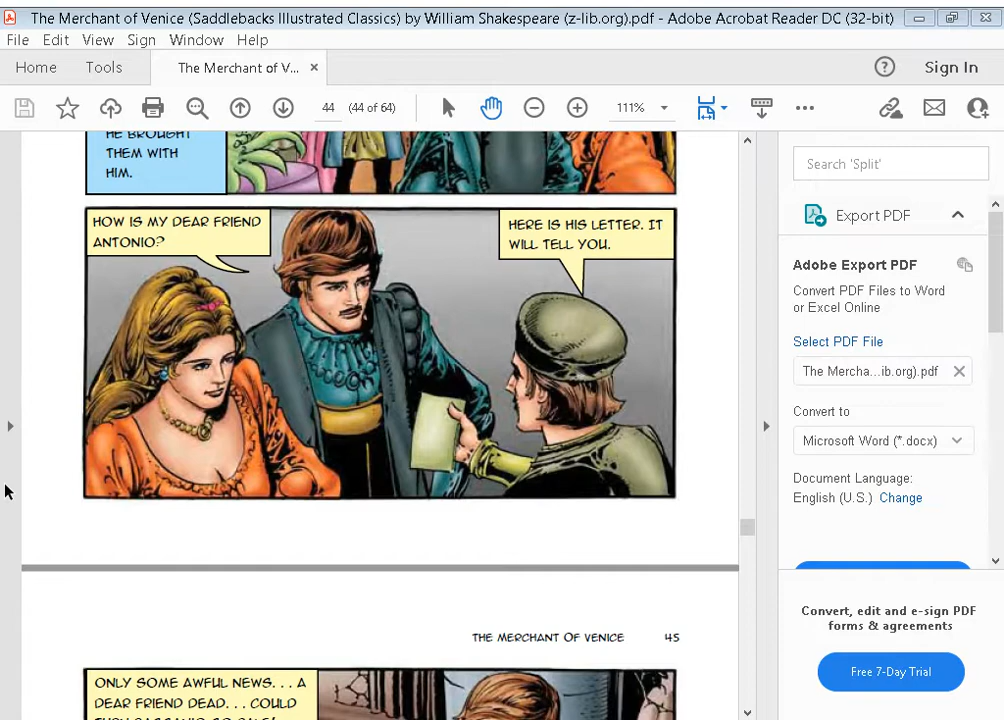 The Merchant of Venice (Saddlebacks Illustrated Classics) by William Shakespeare (z-lib.org).pdf - Adobe Acrobat Reader DC (32-bit)
File Edit View Sign Window Help
Home Tools The Merchant of V... ×
44 (44 of 64) 111% Sign In
HE BROUGHT
THEM WITH
HIM.
HOW IS MY DEAR FRIEND
ANTONIO?
HERE IS HIS LETTER. IT
WILL TELL YOU.
THE MERCHANT OF VENICE 45
ONLY SOME AWFUL NEWS. . . A
DEAR FRIEND DEAD. . . COULD
Search 'Split'
Export PDF
Adobe Export PDF
Convert PDF Files to Word
or Excel Online
Select PDF File
The Mercha...ib.org).pdf
Convert to
Microsoft Word (*.docx)
Document Language:
English (U.S.) Change
Convert, edit and e-sign PDF
forms & agreements
Free 7-Day Trial